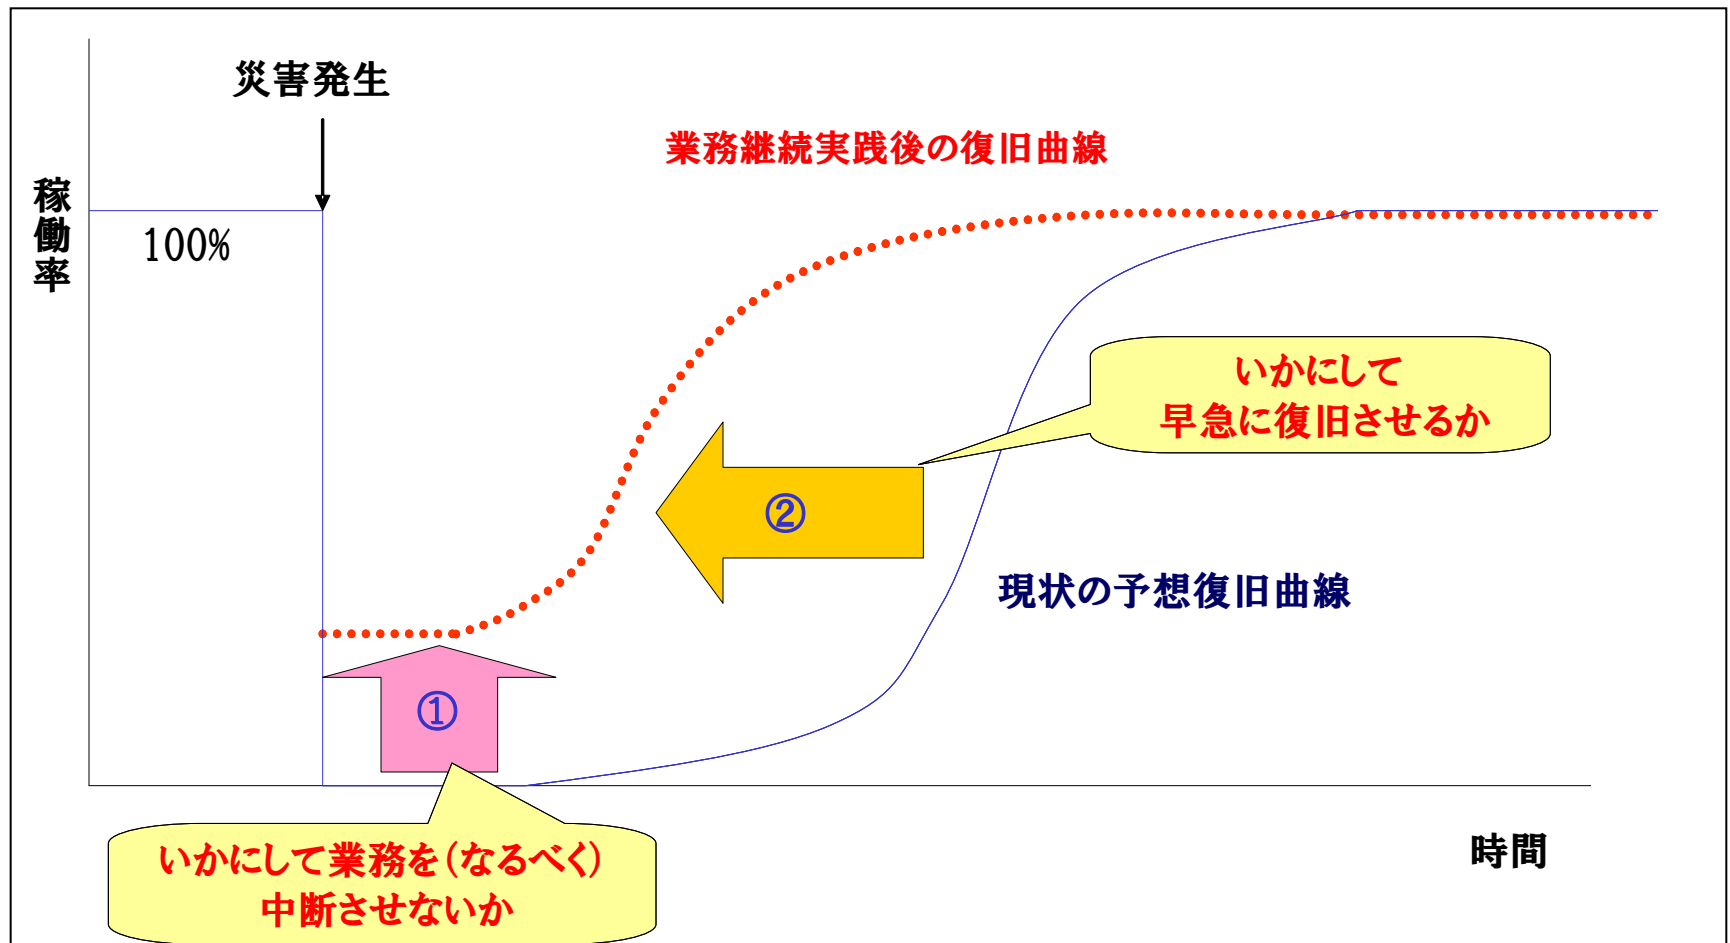 災害発生
業務継続実践後の復旧曲線
稼働率
100%
いかにして
早急に復旧させるか
②
現状の予想復旧曲線
①
時間
いかにして業務を（なるべく）
中断させないか